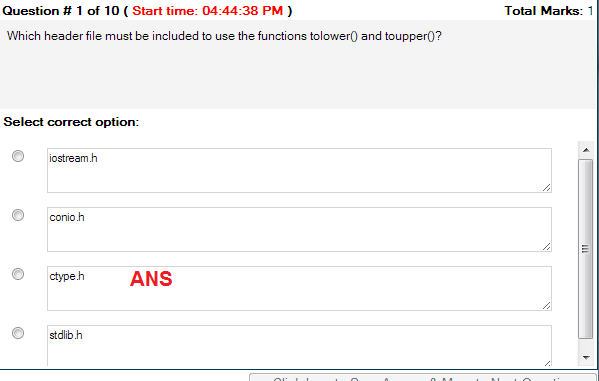 Question # 1 of 10 ( Start time: 04:44:38 PM ) Total Marks: 1
Which header file must be included to use the functions tolower() and toupper()?
Select correct option:
iostream.h
conio.h
ctype.h ANS
stdlib.h